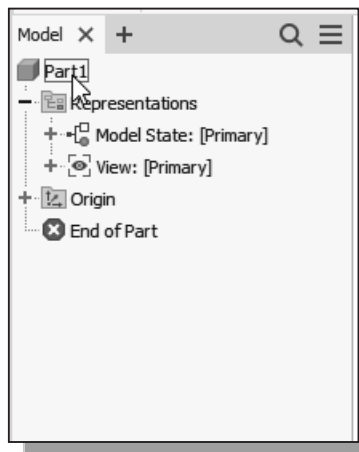 Model
Part1
Representations
Model State: [Primary]
View: [Primary]
Origin
End of Part